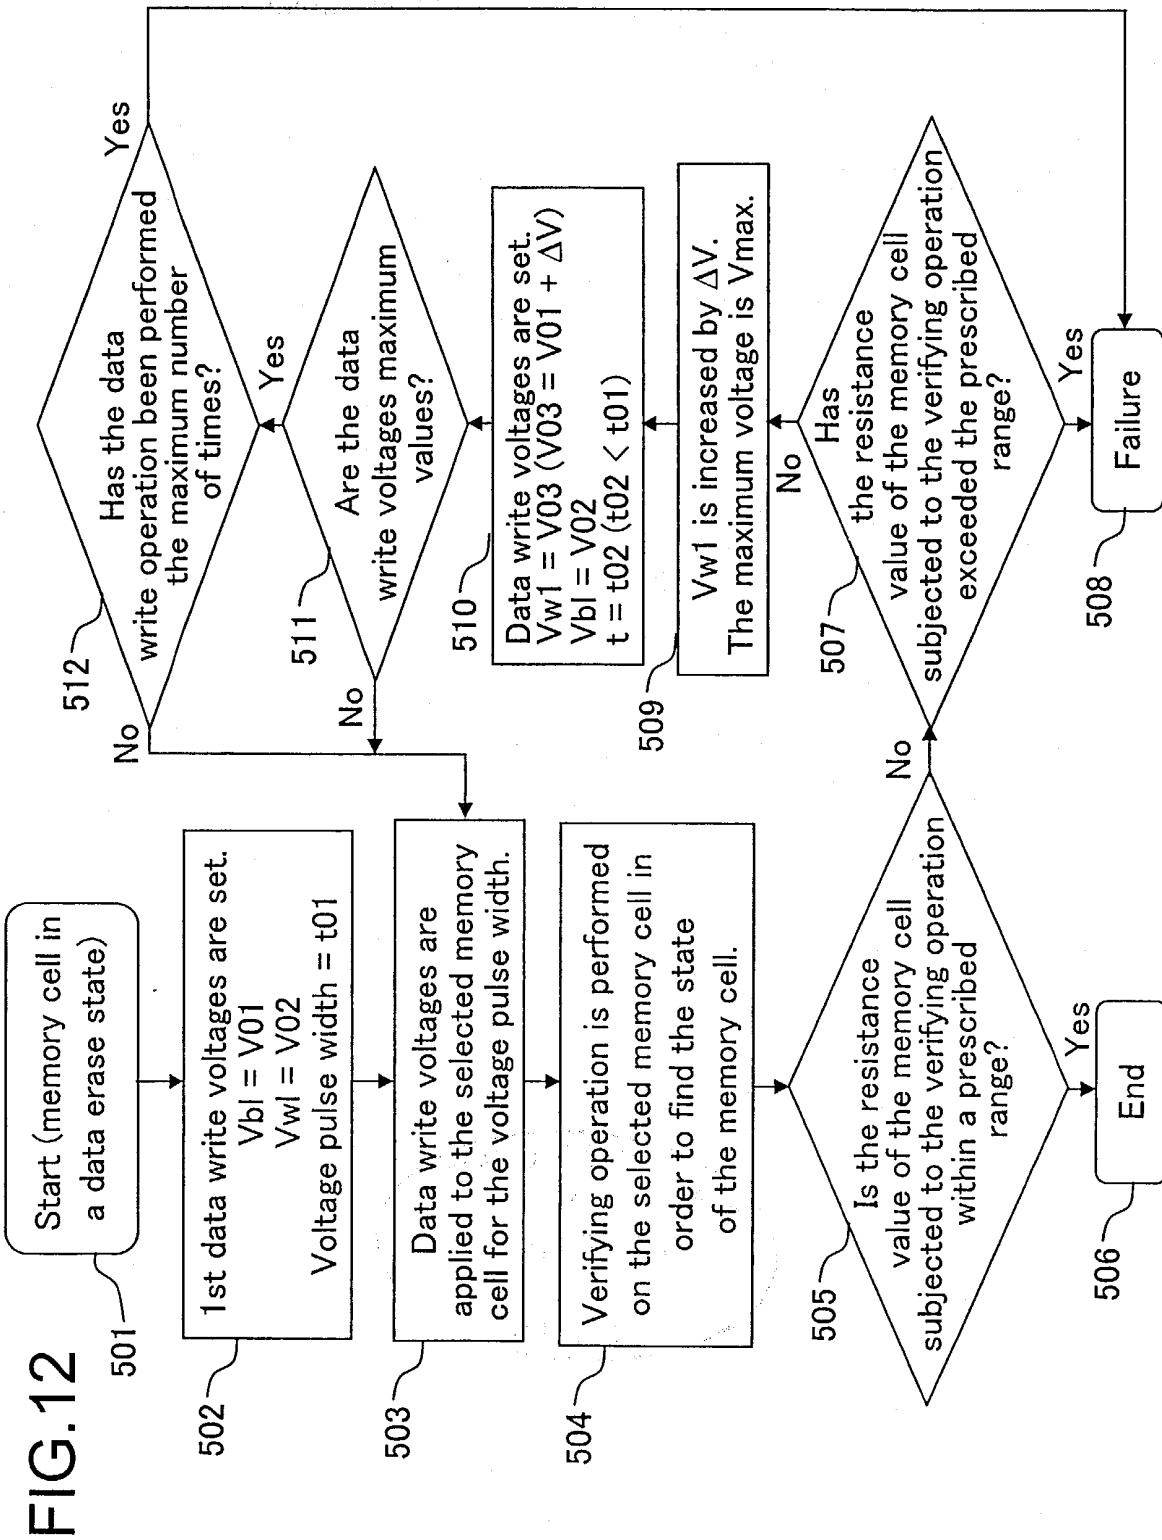 FIG.12
501
Start (memory cell in
a data erase state)
502
1st data write voltages are set.
Vbl = V01
Vwl = V02
Voltage pulse width = t01
503
Data write voltages are
applied to the selected memory
cell for the voltage pulse width.
504
Verifying operation is performed
on the selected memory cell in
order to find the state
of the memory cell.
505
Is the resistance
value of the memory cell
subjected to the verifying operation
within a prescribed
range?
Yes
No
506
End
507
Has
the resistance
value of the memory cell
subjected to the verifying operation
exceeded the prescribed
range?
No
Yes
508
Failure
509
Vw1 is increased by ΔV.
The maximum voltage is Vmax.
510
Data write voltages are set.
Vw1 = V03 (V03 = V01 + ΔV)
Vbl = V02
t = t02 (t02 < t01)
511
Are the data
write voltages maximum
values?
No
Yes
512
Has the data
write operation been performed
the maximum number
of times?
No
Yes